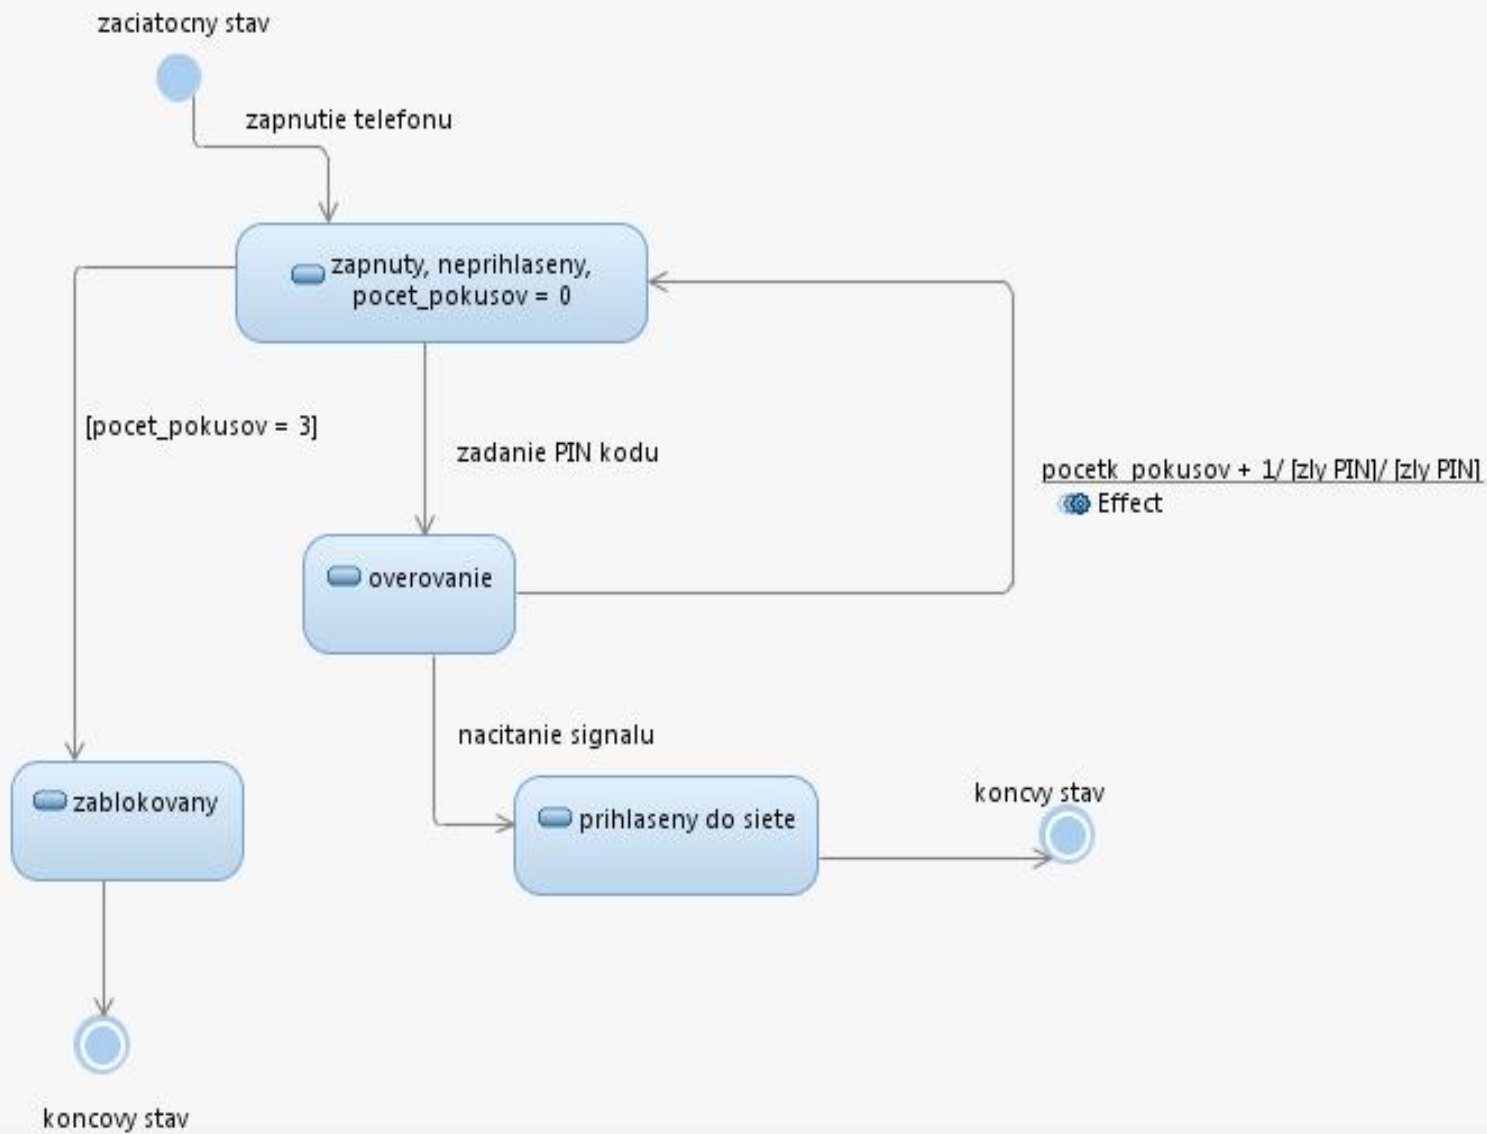 zaciatocny stav
zapnutie telefonu
zapnuty, neprihlaseny,
pocet_pokusov = 0
[pocet_pokusov = 3]
zadanie PIN kodu
pocetk_pokusov + 1/ [zly PIN]/ [zly PIN]
Effect
overovanie
nacitanie signalu
koncvy stav
zablokovany
prihlaseny do siete
koncovy stav